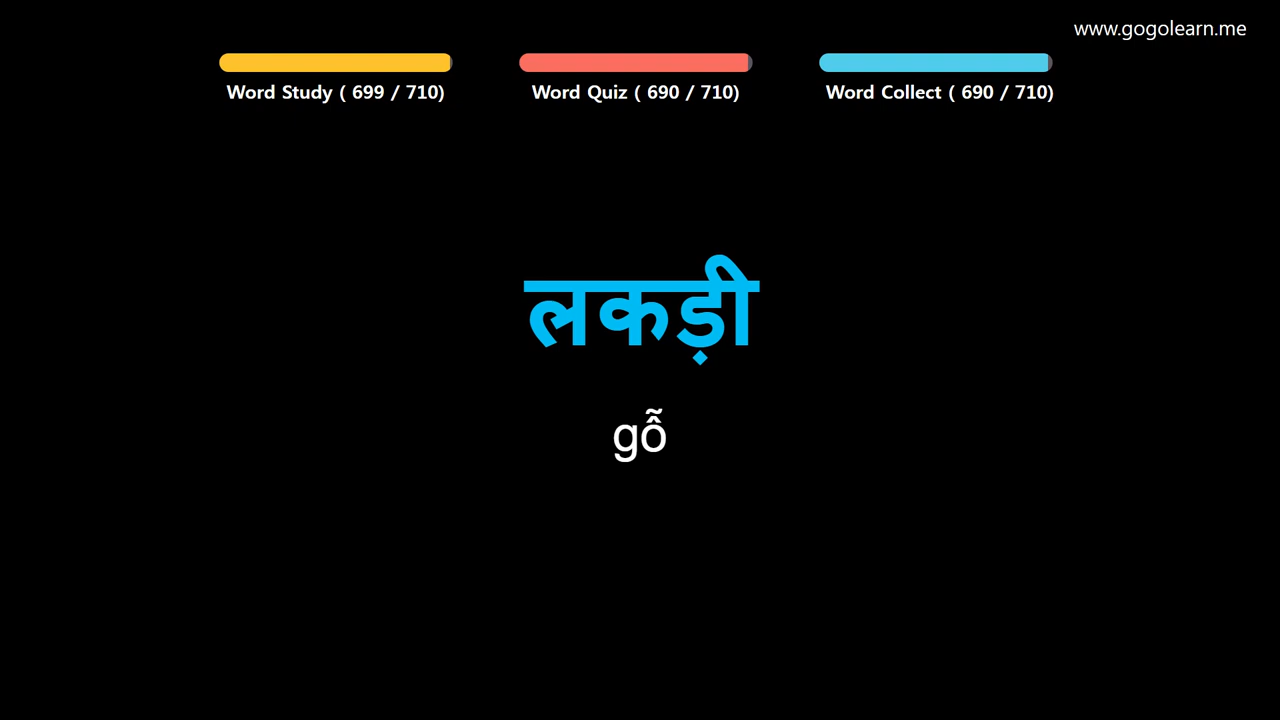 www.gogolearn.me
Word Study ( 699 / 710)
Word Quiz ( 690 / 710)
Word Collect ( 690 / 710)
लकड़ी
gỗ